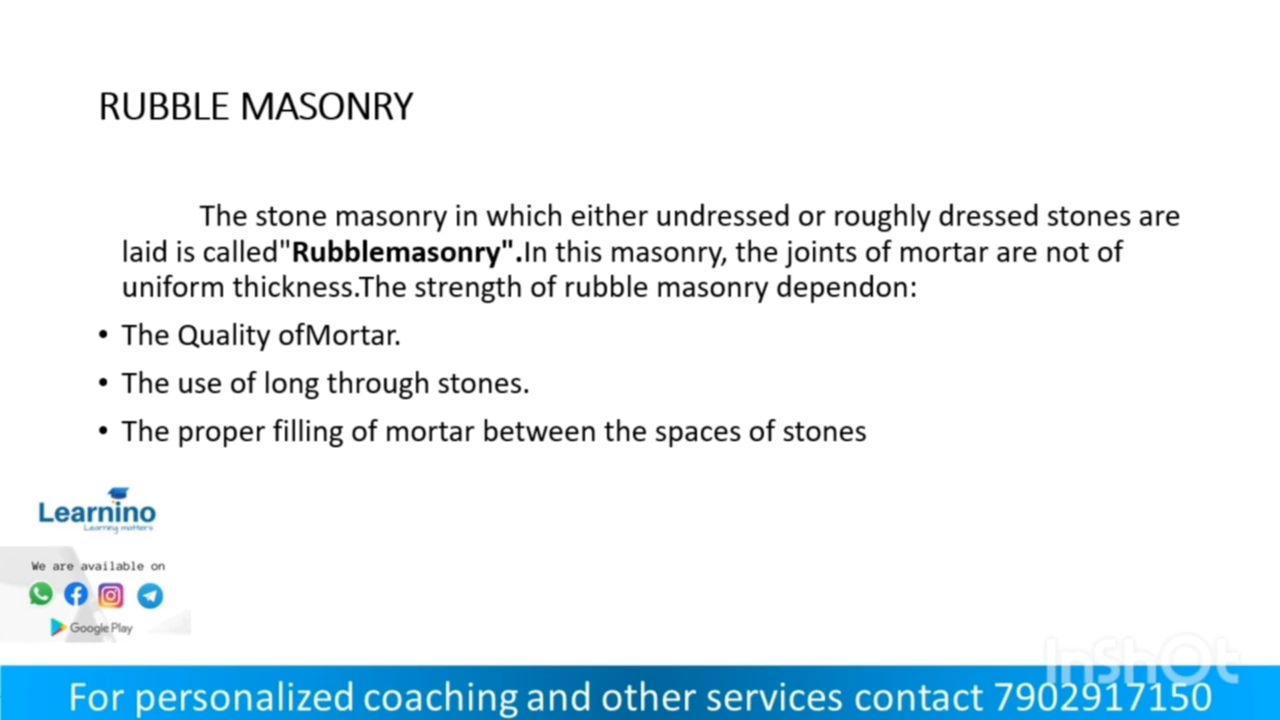 RUBBLE MASONRY
The stone masonry in which either undressed or roughly dressed stones are
laid is called"Rubblemasonry".In this masonry, the joints of mortar are not of
uniform thickness.The strength of rubble masonry dependon:
• The Quality ofMortar.
• The use of long through stones.
• The proper filling of mortar between the spaces of stones
Learnino
Learning matters
We are available on
Google Play
InShOt
For personalized coaching and other services contact 7902917150